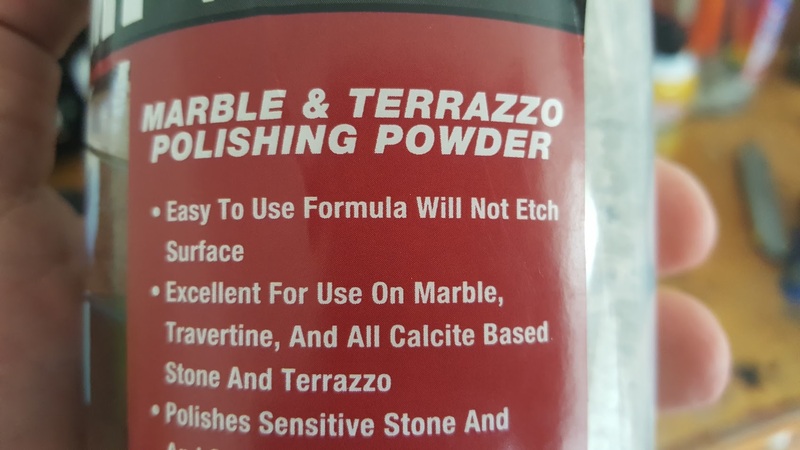 MARBLE & TERRAZZO
POLISHING POWDER
• Easy To Use Formula Will Not Etch
Surface
• Excellent For Use On Marble,
Travertine, And All Calcite Based
Stone And Terrazzo
• Polishes Sensitive Stone And